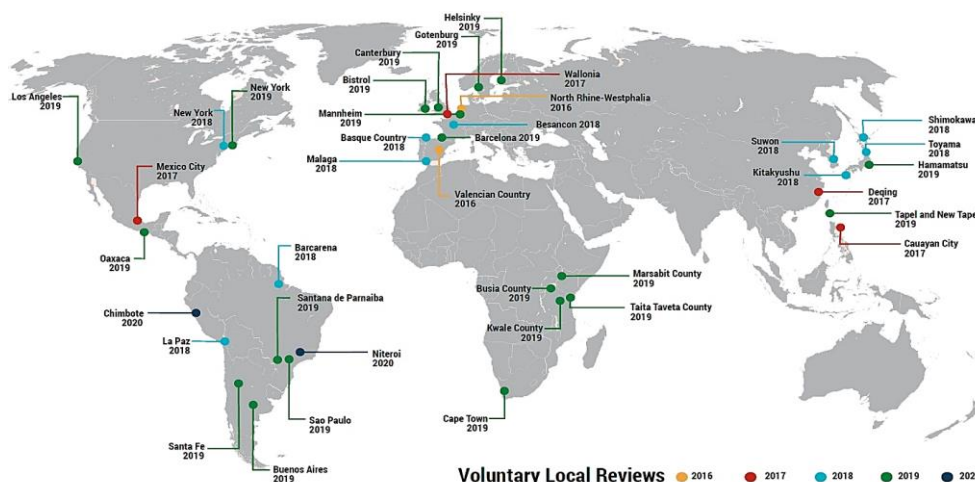 Helsinky
2019
Gotenburg
2019
Canterbury
2019
Bistrol
2019
Wallonia
2017
North Rhine-Westphalia
2016
Mannheim
2019
Besancon 2018
Basque Country
2018
Barcelona 2019
Malaga
2018
Valencian Country
2016
Los Angeles
2019
New York
2018
New York
2019
Mexico City
2017
Oaxaca
2019
Barcarena
2018
Santana de Parnaiba
2019
Chimbote
2020
La Paz
2018
Niteroi
2020
Sao Paulo
2019
Santa Fe
2019
Buenos Aires
2019
Marsabit County
2019
Busia County
2019
Taita Taveta County
2019
Kwale County
2019
Cape Town
2019
Shimokawa
2018
Toyama
2018
Suwon
2018
Hamamatsu
2019
Kitakyushu
2018
Deqing
2017
Tapel and New Tape
2019
Cauayan City
2017
Voluntary Local Reviews 2016 2017 2018 2019 202